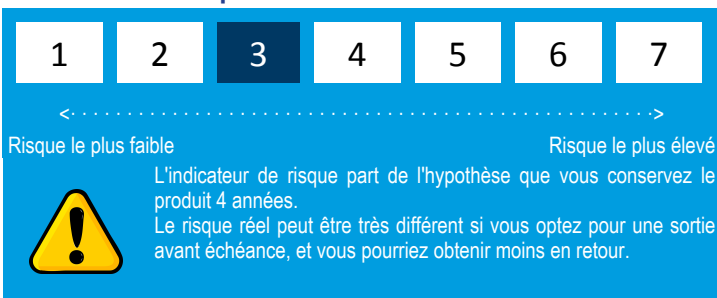 1 2 3 4 5 6 7
<· · · · · · · · · · · · · · · · · · · · · · · · · · · · · · · · · · · · · · · · · · · · · · · · · · · ·>
Risque le plus faible Risque le plus élevé
L'indicateur de risque part de l'hypothèse que vous conservez le
produit 4 années.
Le risque réel peut être très différent si vous optez pour une sortie
avant échéance, et vous pourriez obtenir moins en retour.